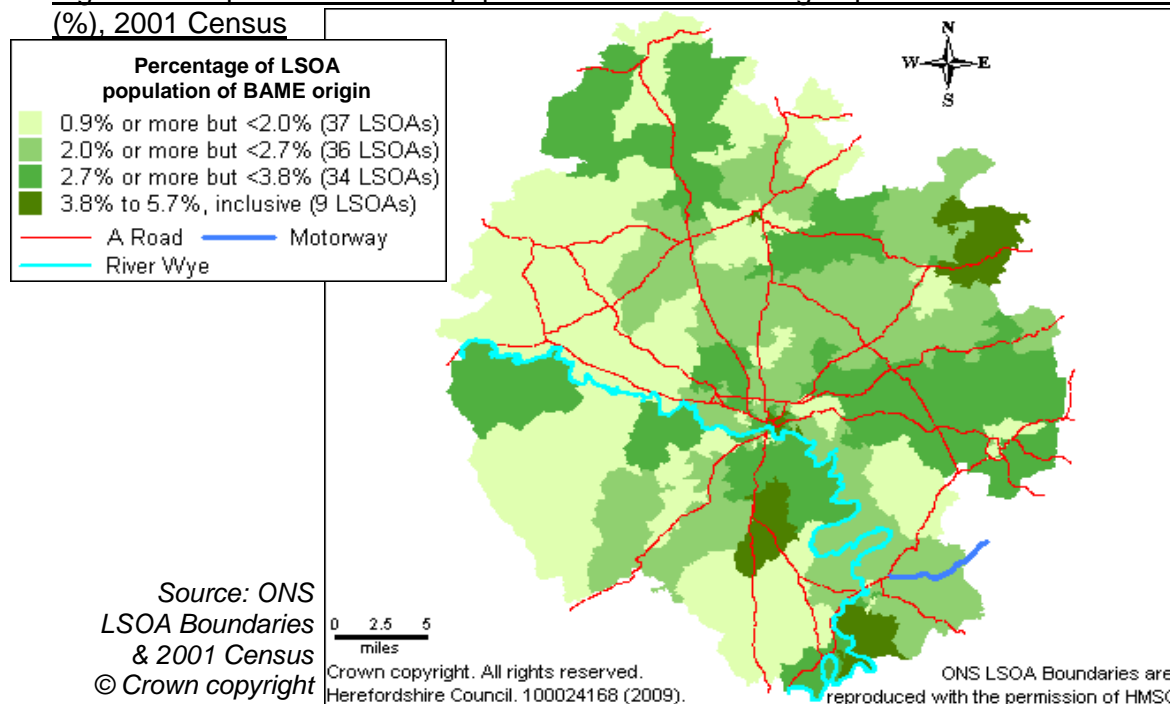 (%), 2001 Census
Percentage of LSOA
population of BAME origin
0.9% or more but <2.0% (37 LSOAs)
2.0% or more but <2.7% (36 LSOAs)
2.7% or more but <3.8% (34 LSOAs)
3.8% to 5.7%, inclusive (9 LSOAs)
A Road Motorway
River Wye
N
W E
S
Source: ONS
LSOA Boundaries
& 2001 Census
© Crown copyright
0 2.5 5
miles
Crown copyright. All rights reserved.
Herefordshire Council. 100024168 (2009).
ONS LSOA Boundaries are
reproduced with the permission of HMSO